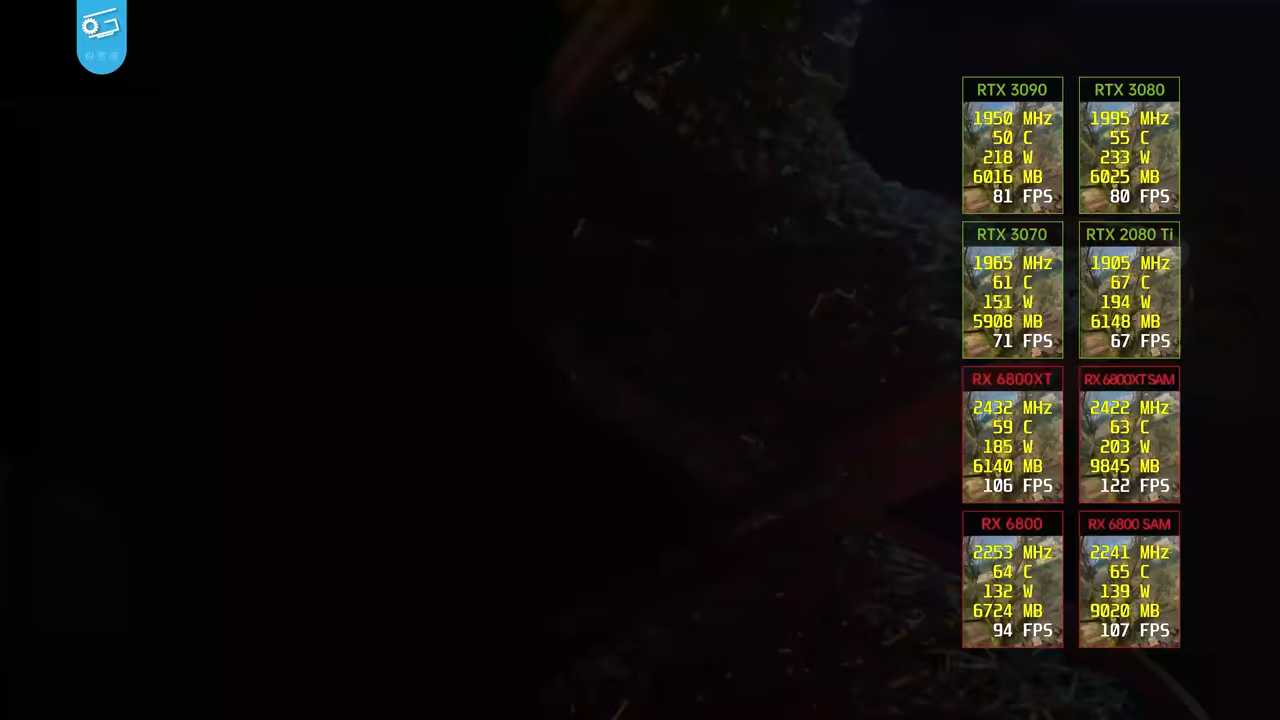 RTX 3090
1950 MHz
50 C
218 W
6016 MB
81 FPS
RTX 3080
1995 MHz
55 C
233 W
6025 MB
80 FPS
RTX 3070
1965 MHz
61 C
151 W
5908 MB
71 FPS
RTX 2080 Ti
1905 MHz
67 C
194 W
6148 MB
67 FPS
RX 6800XT
2432 MHz
59 C
185 W
6140 MB
106 FPS
RX 6800XT SAM
2422 MHz
63 C
203 W
9845 MB
122 FPS
RX 6800
2253 MHz
64 C
132 W
6724 MB
94 FPS
RX 6800 SAM
2241 MHz
65 C
139 W
9020 MB
107 FPS